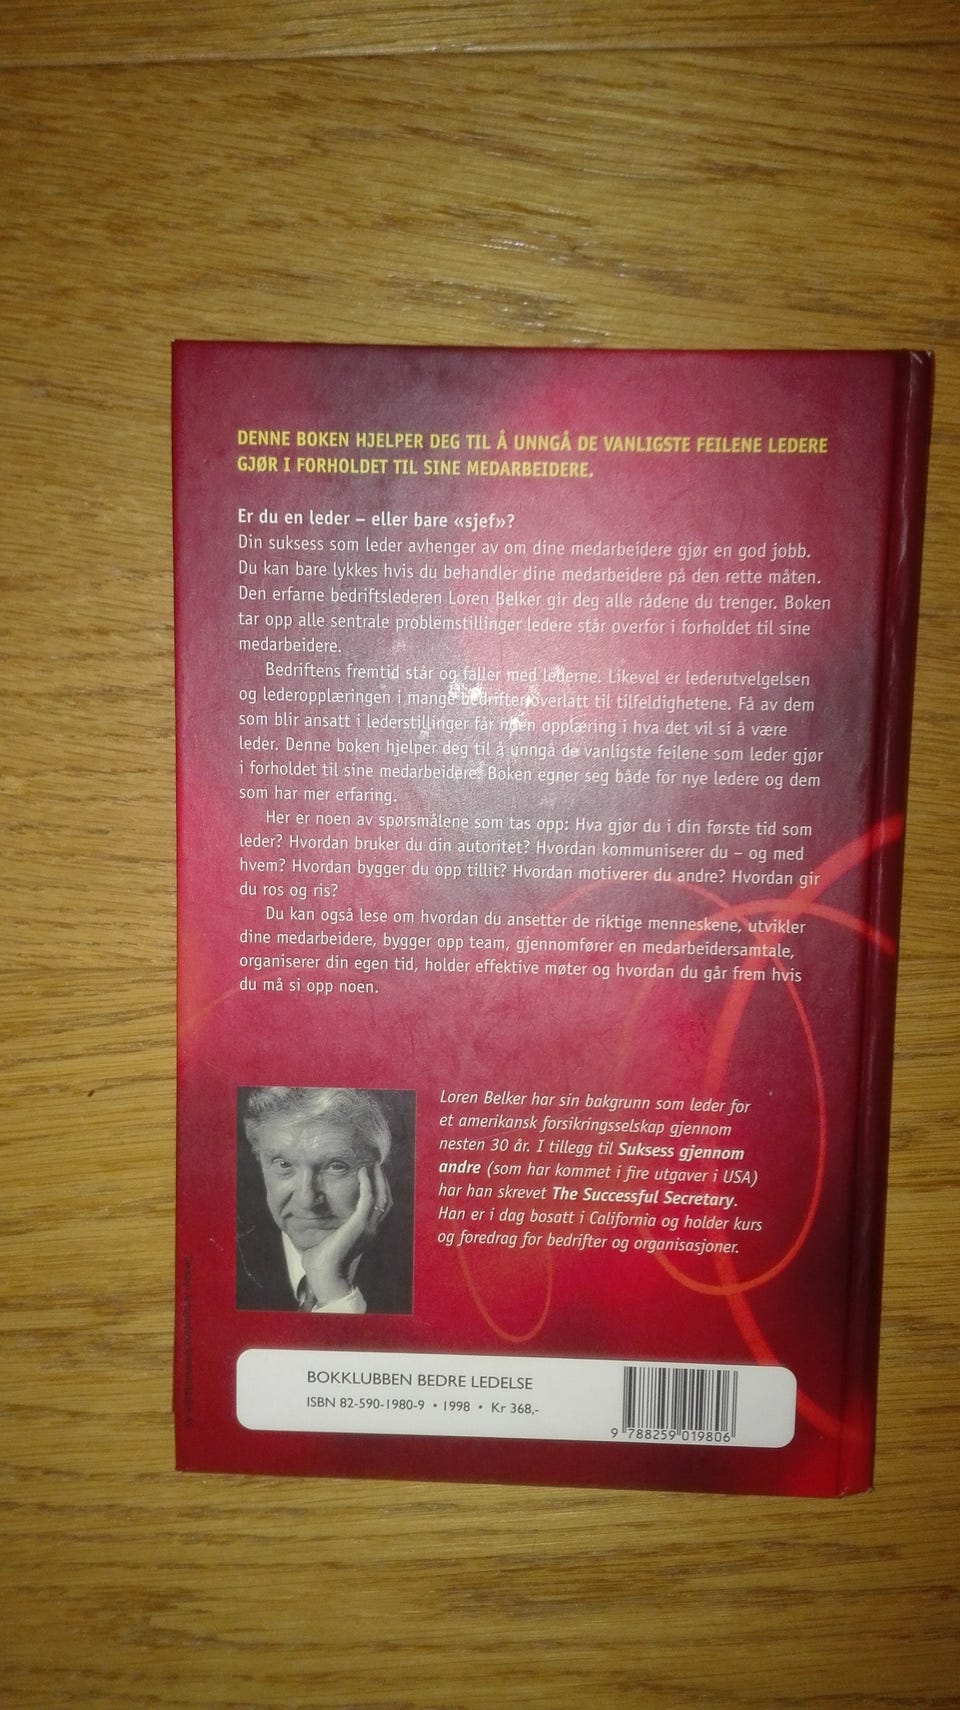 DENNE BOKEN HJELPER DEG TIL Å UNNGÅ DE VANLIGSTE FEILENE LEDERE
GJØR I FORHOLDET TIL SINE MEDARBEIDERE.
Er du en leder – eller bare «sjef»?
Din suksess som leder avhenger av om dine medarbeidere gjør en god jobb.
Du kan bare lykkes hvis du behandler dine medarbeidere på den rette måten.
Den erfarne bedriftslederen Loren Belker gir deg alle rådene du trenger. Boken
tar opp alle sentrale problemstillinger ledere står overfor i forholdet til sine
medarbeidere.
Bedriftens fremtid står og faller med lederne. Likevel er lederutvelgelsen
og lederopplæringen i mange bedrifter overlatt til tilfeldighetene. Få av dem
som blir ansatt i lederstillinger får noen opplæring i hva det vil si å være
leder. Denne boken hjelper deg til å unngå de vanligste feilene som leder gjør
i forholdet til sine medarbeidere. Boken egner seg både for nye ledere og dem
som har mer erfaring.
Her er noen av spørsmålene som tas opp: Hva gjør du i din første tid som
leder? Hvordan bruker du din autoritet? Hvordan kommuniserer du – og med
hvem? Hvordan bygger du opp tillit? Hvordan motiverer du andre? Hvordan gir
du ros og ris?
Du kan også lese om hvordan du ansetter de riktige menneskene, utvikler
dine medarbeidere, bygger opp team, gjennomfører en medarbeidersamtale,
organiserer din egen tid, holder effektive møter og hvordan du går frem hvis
du må si opp noen.
Loren Belker har sin bakgrunn som leder for
et amerikansk forsikringsselskap gjennom
nesten 30 år. I tillegg til Suksess gjennom
andre (som har kommet i fire utgaver i USA)
har han skrevet The Successful Secretary.
Han er i dag bosatt i California og holder kurs
og foredrag for bedrifter og organisasjoner.
BOKKLUBBEN BEDRE LEDELSE
ISBN 82-590-1980-9 • 1998 • Kr 368,-
9 788259 019806